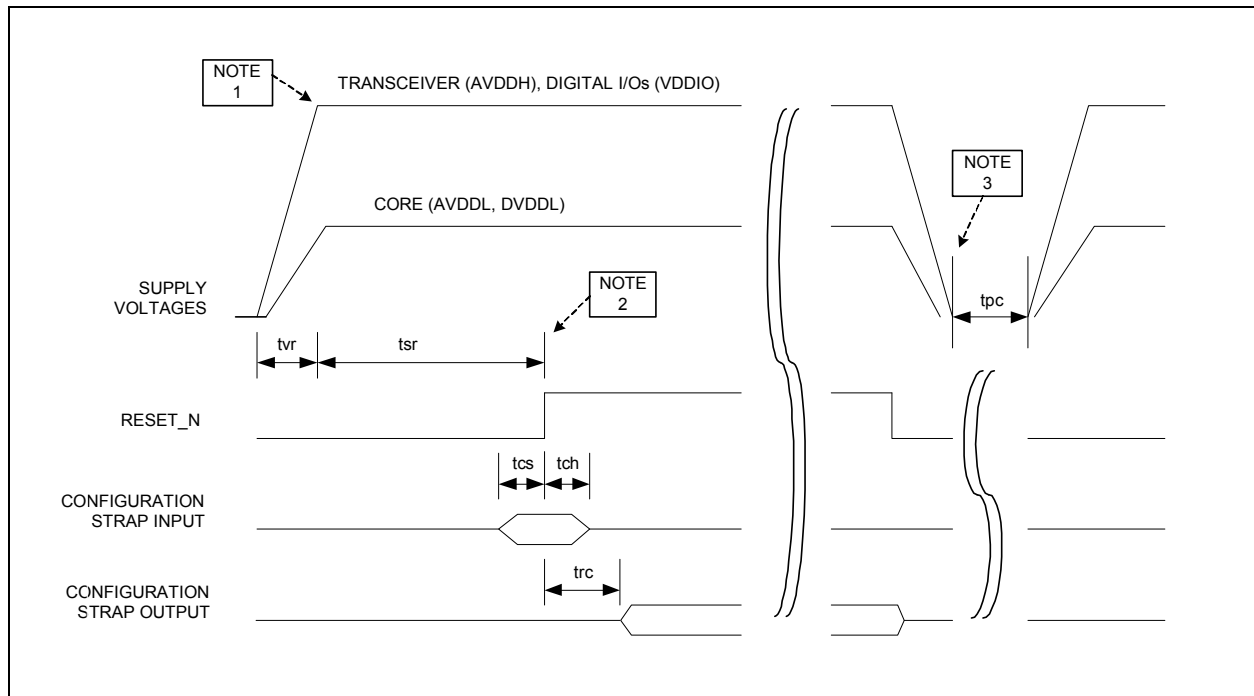 NOTE
1
TRANSCEIVER (AVDDH), DIGITAL I/Os (VDDIO)
NOTE
3
CORE (AVDDL, DVDDL)
SUPPLY
VOLTAGES
NOTE
2
tpc
tvr
tsr
RESET_N
tcs
tch
CONFIGURATION
STRAP INPUT
trc
CONFIGURATION
STRAP OUTPUT